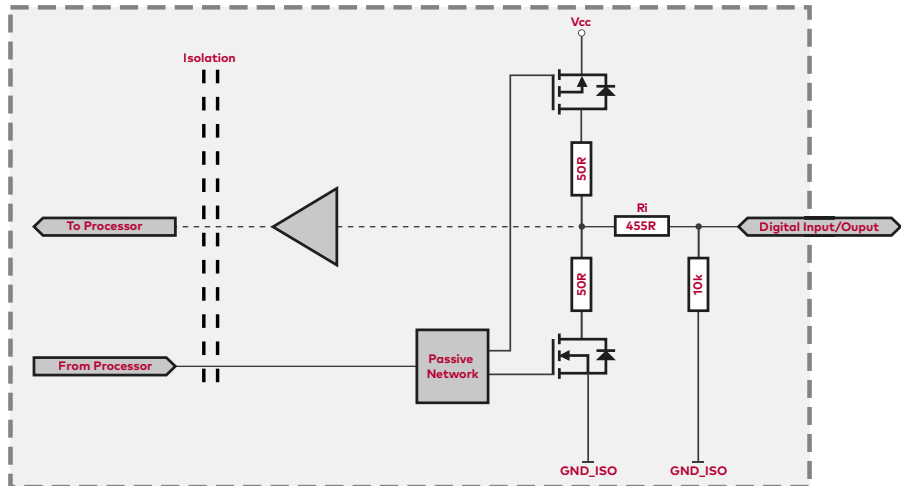 Vcc
Isolation
50R
Ri
To Processor
455R
Digital Input/Ouput
50R
10k
Passive
Network
From Processor
GND_ISO
GND_ISO